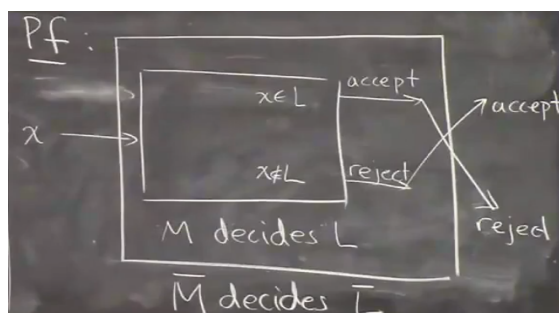 Pf:
x∈L accept
accept
x
x∉L reject
reject
M decides L
M̅ decides L̅